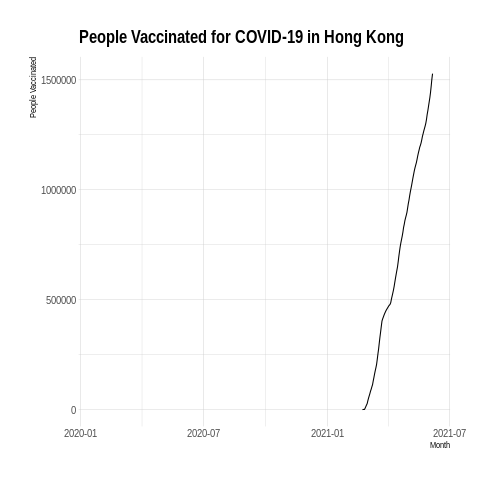 People Vaccinated for COVID-19 in Hong Kong
People Vaccinated
1500000
1000000
500000
0
2020-01 2020-07 2021-01 2021-07
Month